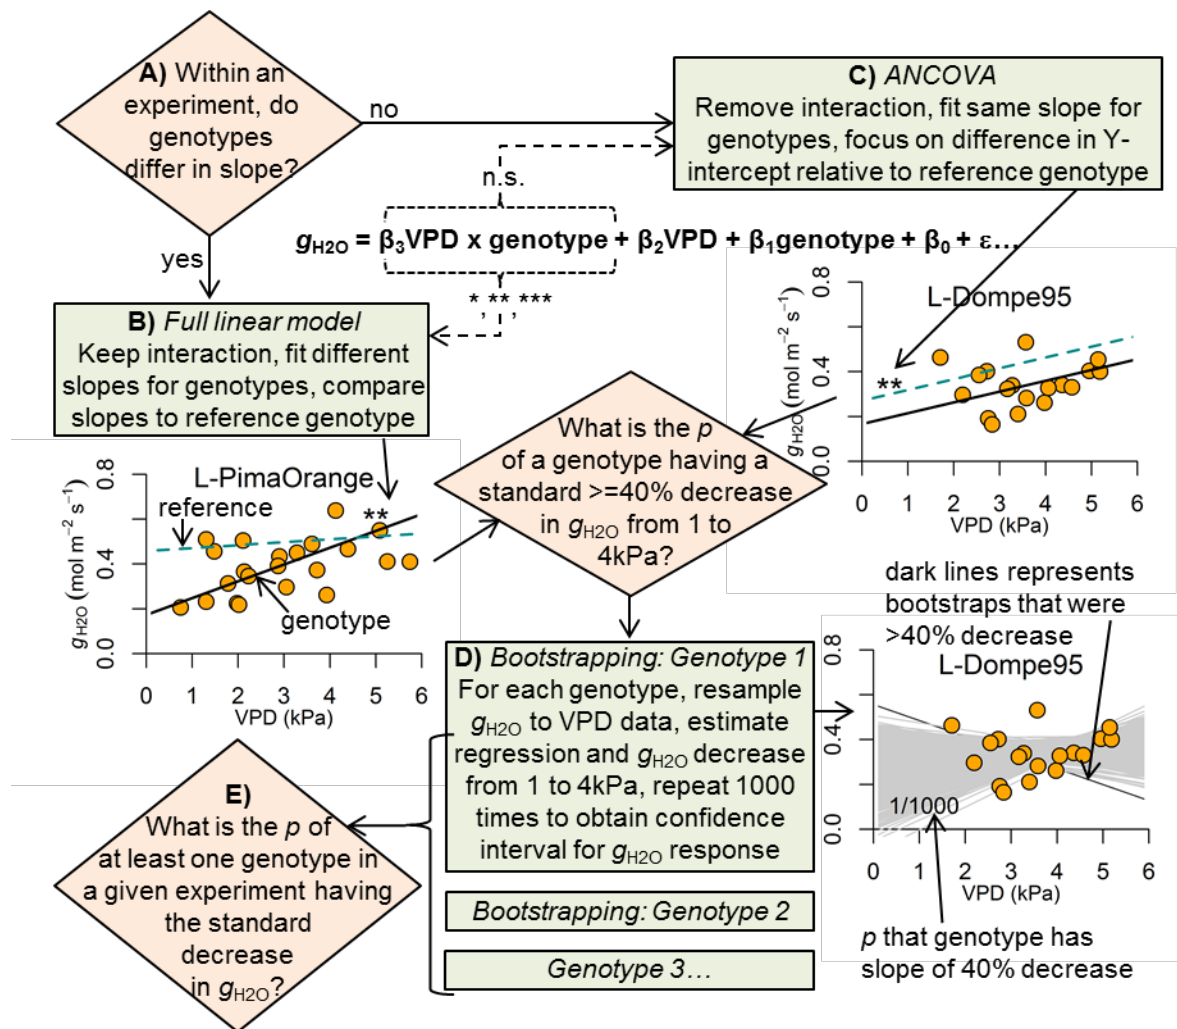 A) Within an
experiment, do
genotypes
differ in slope?
no
yes
C) ANCOVA
Remove interaction, fit same slope for
genotypes, focus on difference in Y-
intercept relative to reference genotype
n.s.
gH2O = β3VPD x genotype + β2VPD + β1genotype + β0 + ε...
*, **, ***
B) Full linear model
Keep interaction, fit different
slopes for genotypes, compare
slopes to reference genotype
L-Dompe95
**
gH2O (mol m−2 s−1)
0.0
0.4
0.8
0 1 2 3 4 5 6
VPD (kPa)
What is the p
of a genotype having a
standard >=40% decrease
in gH2O from 1 to
4kPa?
L-PimaOrange
reference
**
genotype
gH2O (mol m−2 s−1)
0.0
0.4
0.8
0 1 2 3 4 5 6
VPD (kPa)
D) Bootstrapping: Genotype 1
For each genotype, resample
gH2O to VPD data, estimate
regression and gH2O decrease
from 1 to 4kPa, repeat 1000
times to obtain confidence
interval for gH2O response
Bootstrapping: Genotype 2
Genotype 3...
dark lines represents
bootstraps that were
>40% decrease
L-Dompe95
1/1000
0.0
0.4
0.8
0 1 2 3 4 5 6
VPD (kPa)
p that genotype has
slope of 40% decrease
E)
What is the p of
at least one genotype in
a given experiment having
the standard
decrease
in gH2O?